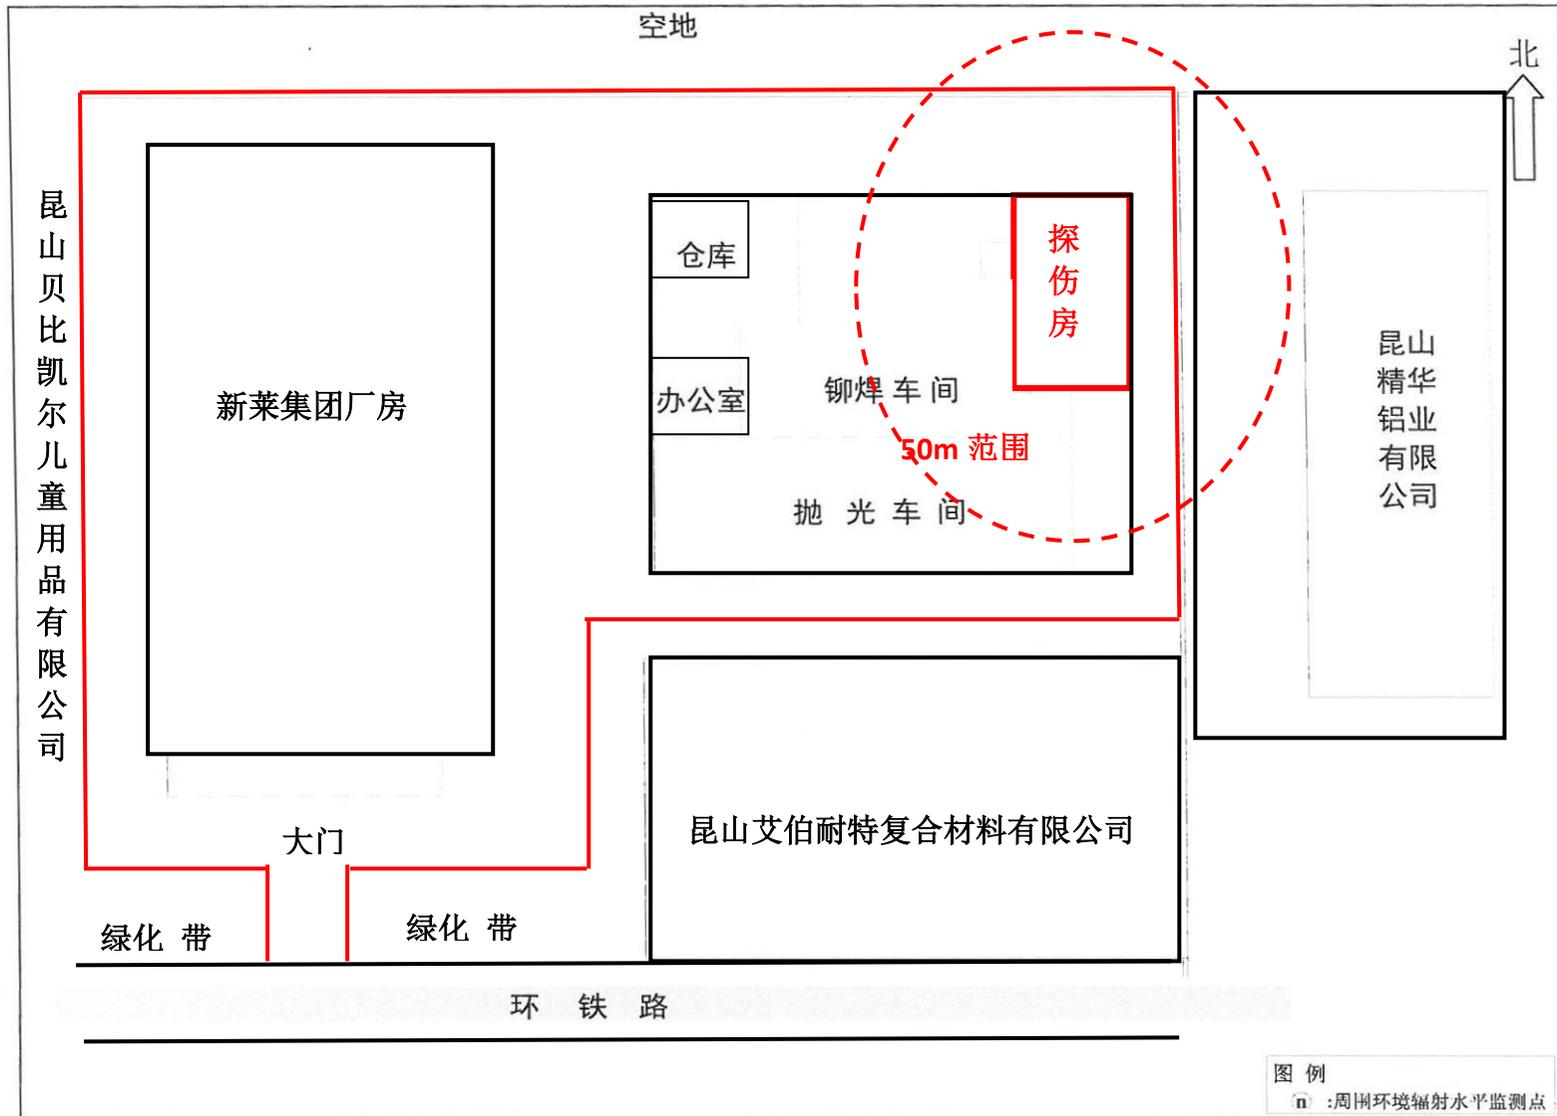 空地
北
昆山贝比凯尔儿童用品有限公司
新莱集团厂房
仓库
办公室
铆焊 车 间
50m 范围
抛 光 车 间
探伤房
昆山
精华
铝业
有限
公司
大门
昆山艾伯耐特复合材料有限公司
绿化 带
绿化 带
环 铁 路
图 例
n :周围环境辐射水平监测点